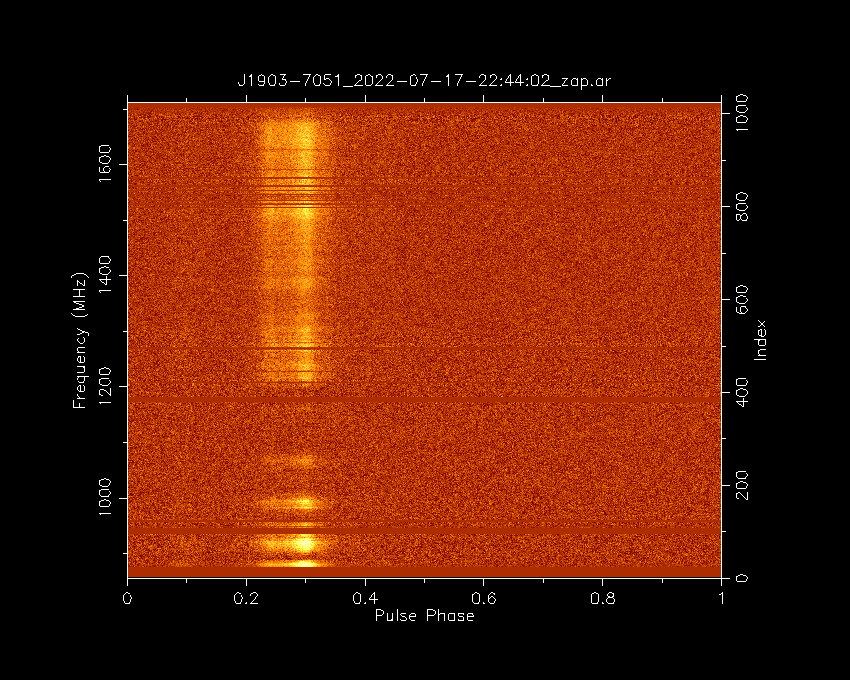 J1903-7051_2022-07-17-22:44:02_zap.ar
1000
1600
800
1400
600
Frequency (MHz)
Index
1200
400
1000
200
0
0 0.2 0.4 0.6 0.8 1
Pulse Phase